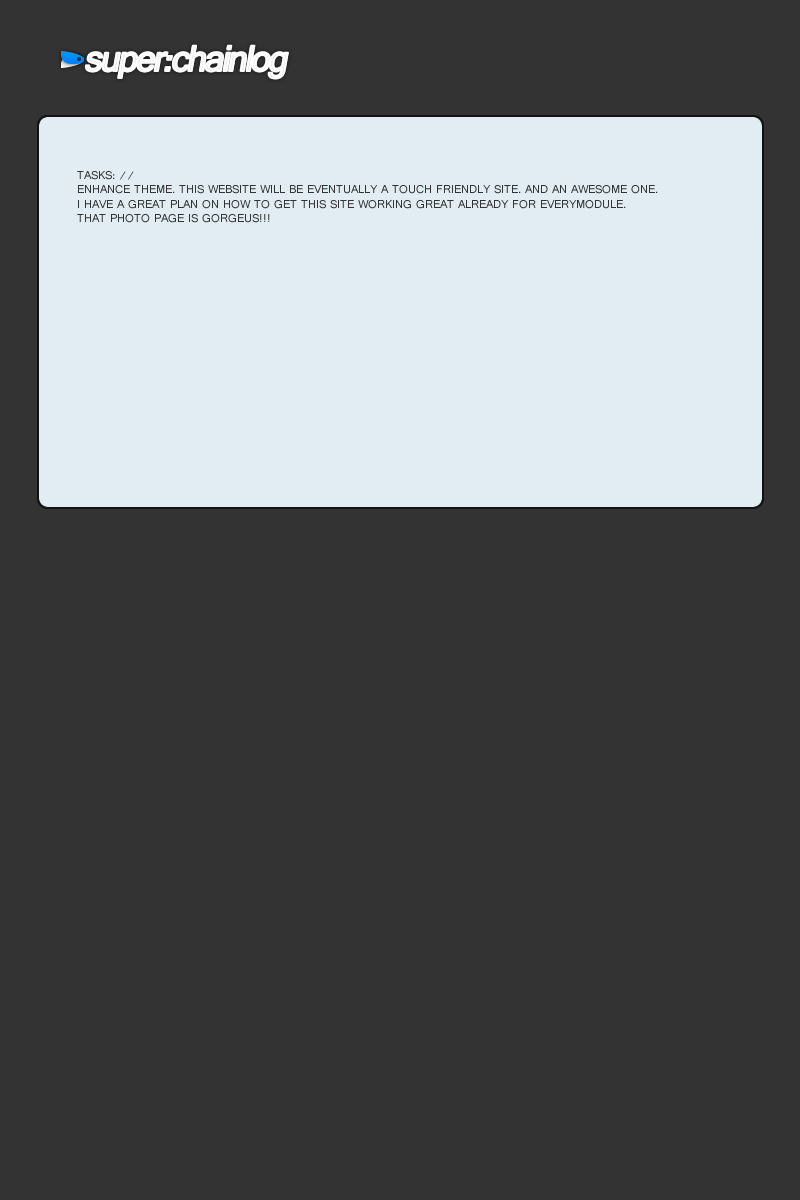 super:chainlog
TASKS: //
ENHANCE THEME. THIS WEBSITE WILL BE EVENTUALLY A TOUCH FRIENDLY SITE. AND AN AWESOME ONE.
I HAVE A GREAT PLAN ON HOW TO GET THIS SITE WORKING GREAT ALREADY FOR EVERYMODULE.
THAT PHOTO PAGE IS GORGEUS!!!